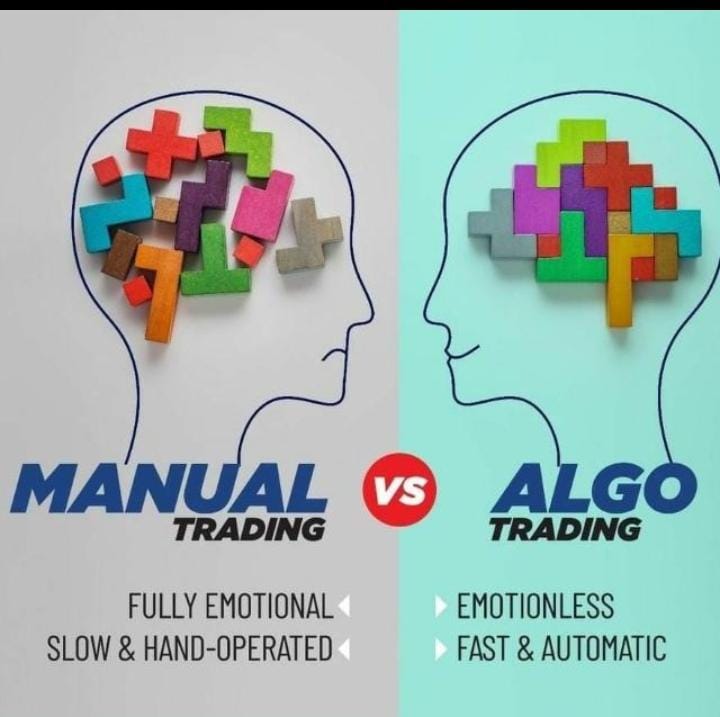 MANUAL
TRADING
FULLY EMOTIONAL
SLOW & HAND-OPERATED
VS
ALGO
TRADING
EMOTIONLESS
FAST & AUTOMATIC